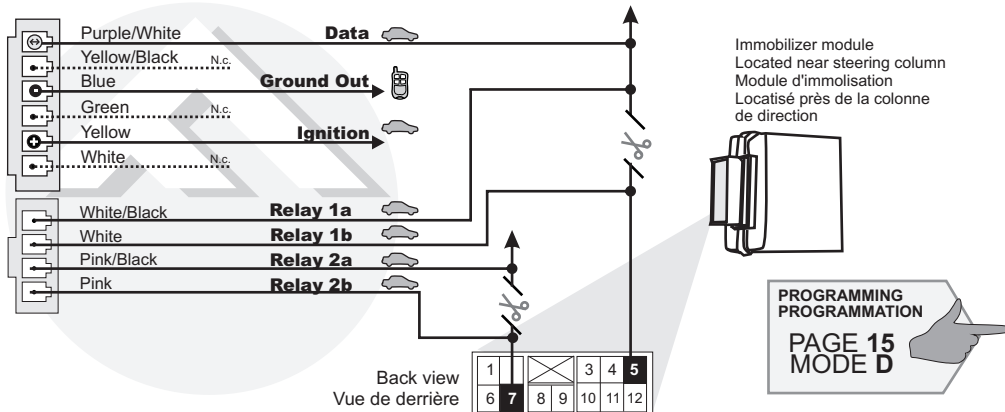 Purple/White Data
Yellow/Black N.c.
Blue Ground Out
Green N.c.
Yellow Ignition
White N.c.
White/Black Relay 1a
White Relay 1b
Pink/Black Relay 2a
Pink Relay 2b
Immobilizer module
Located near steering column
Module d'immolisation
Locatisé près de la colonne
de direction
PROGRAMMING
PROGRAMMATION
PAGE 15
MODE D
Back view
Vue de derrière
1 3 4 5
6 7 8 9 10 11 12